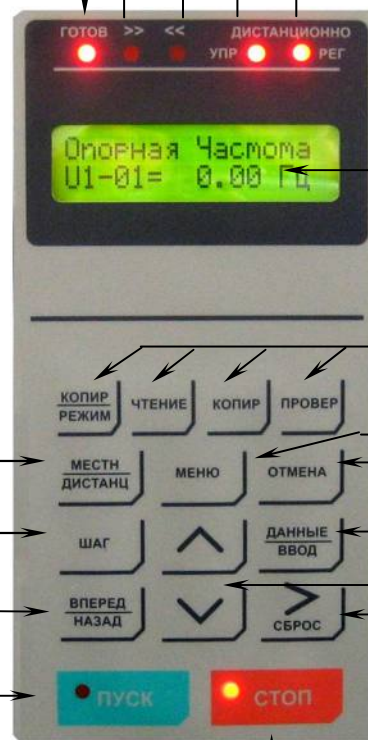 ГОТОВ >> << ДИСТАНЦИОННО
УПР РЕГ
Опорная Частота
U1-01= 0.00 Гц
КОПИР ЧТЕНИЕ КОПИР ПРОВЕР
РЕЖИМ
МЕСТН МЕНЮ ОТМЕНА
ДИСТАНЦ
ШАГ ДАННЫЕ
ВВОД
ВПЕРЕД >
НАЗАД СБРОС
ПУСК СТОП